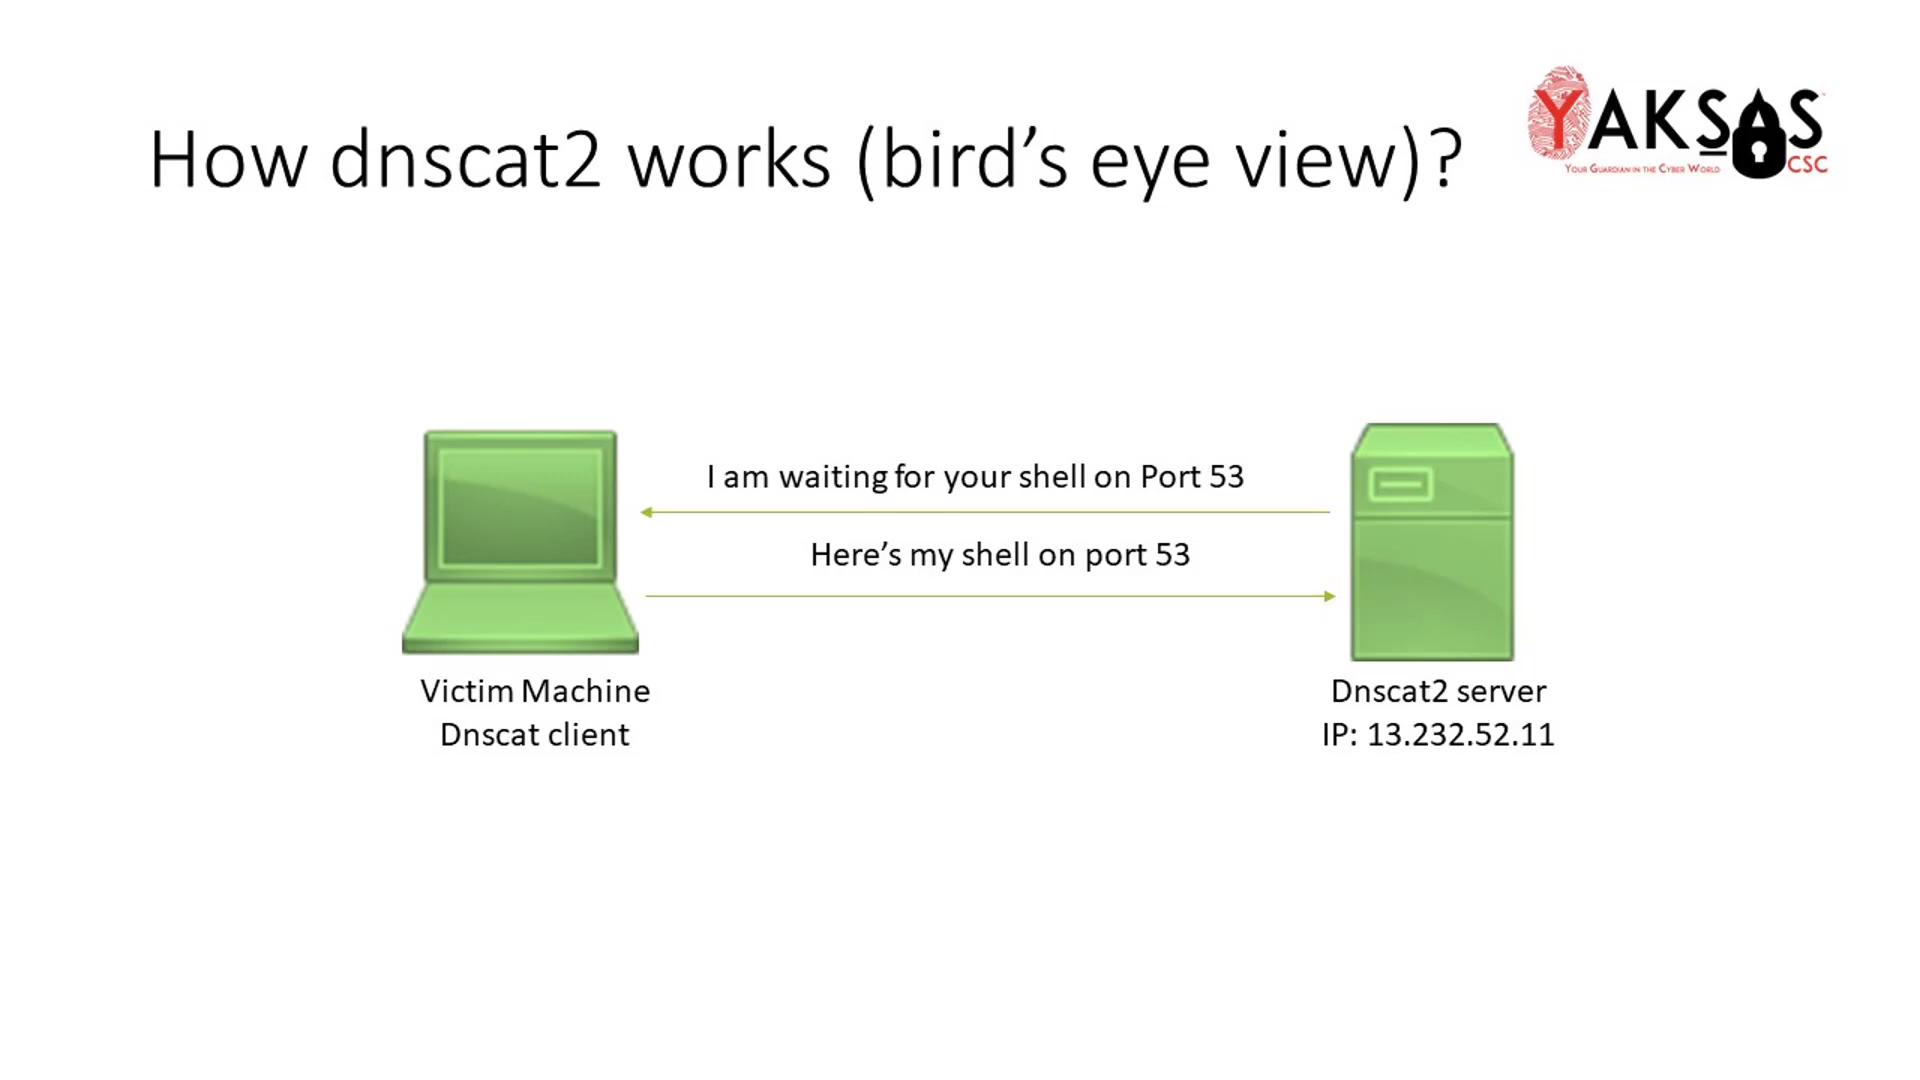 How dnscat2 works (bird’s eye view)?
YAKSAS
CSC
Your Guardian in the Cyber World
I am waiting for your shell on Port 53
Here’s my shell on port 53
Victim Machine
Dnscat client
Dnscat2 server
IP: 13.232.52.11